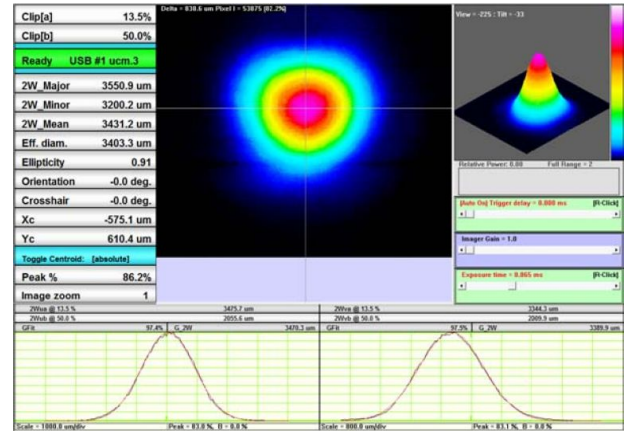 Clip[a] 13.5%
Clip[b] 50.0%
Ready USB #1 ucm.3
2W_Major 3550.9 um
2W_Minor 3200.2 um
2W_Mean 3431.2 um
Eff. diam. 3403.3 um
Ellipticity 0.91
Orientation -0.0 deg.
Crosshair -0.0 deg.
Xc -575.1 um
Yc 610.4 um
Toggle Centroid: [absolute]
Peak % 86.2%
Image zoom 1
Delta = 838.6 um Pixel I = 53875 (82.2%)
View = -225 : Tilt = -33
Relative Power: 0.00 Full Range = 2
(Auto On) Trigger delay = 0.000 ms [R-Click]
Imager Gain = 1.0
Exposure time = 0.865 ms [R-Click]
2Wua @ 13.5 % 3475.7 um 2Wva @ 13.5 % 3344.3 um
2Wub @ 50.0 % 2055.6 um 2Wvb @ 50.0 % 2009.9 um
GFit 97.4% G_2W 3470.3 um GFit 97.5% G_2W 3389.9 um
Scale = 1000.0 um/div Peak = 83.0 %, B = 0.0 % Scale = 800.0 um/div Peak = 83.1 %, B = 0.0 %